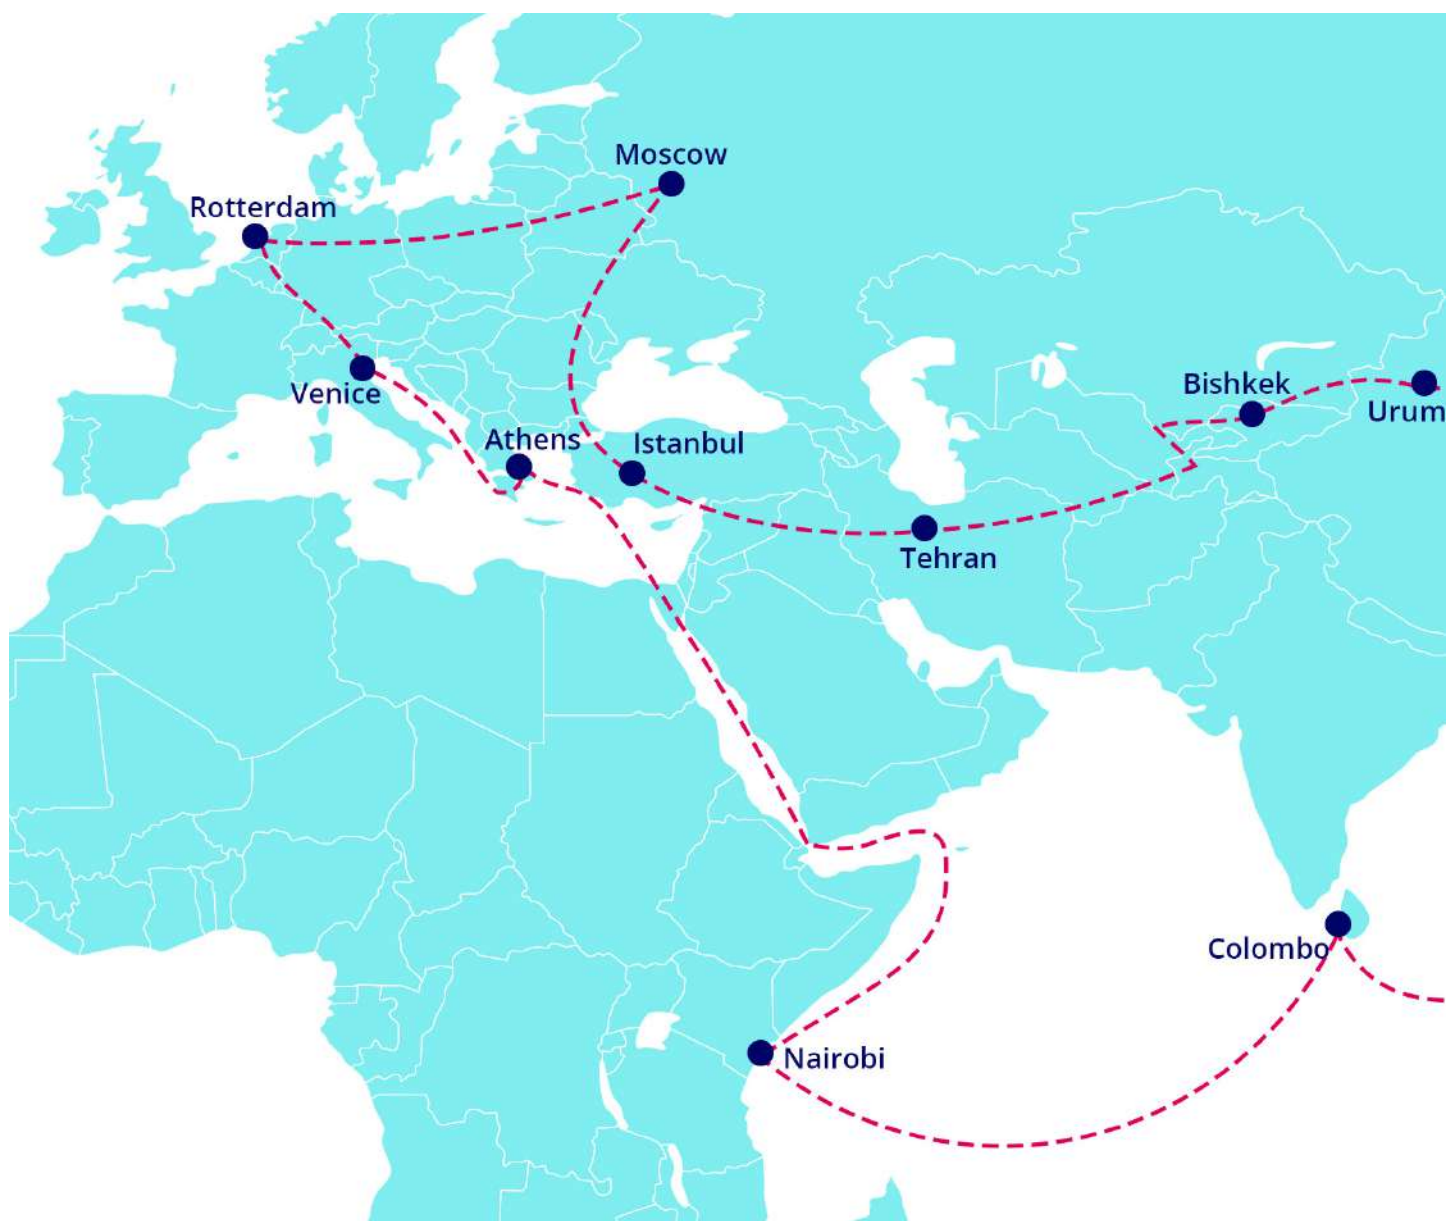 Moscow
Rotterdam
Bishkek
Venice
Urum
Athens
Istanbul
Tehran
Colombo
Nairobi